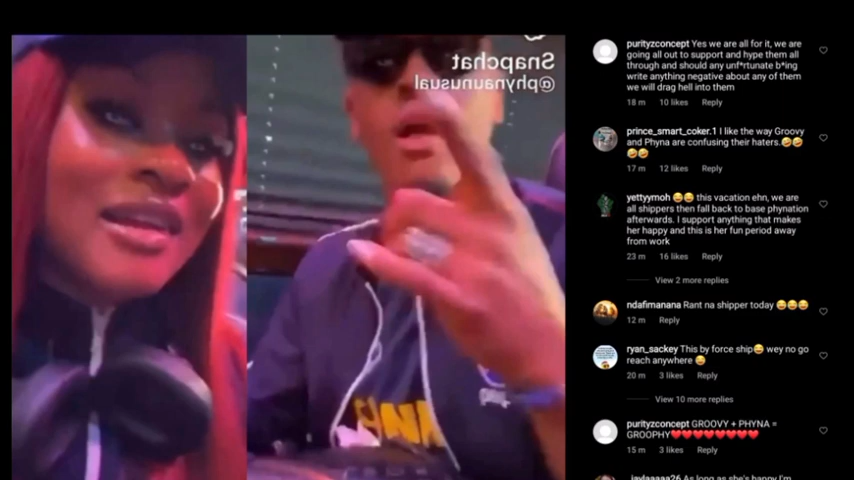 Snapchat
@phynaunusual
purityzconcept Yes we are all for it, we are
going all out to support and hype them all
through and should any unf*rtunate b*ing
write anything negative about any of them
we will drag hell into them
18 m 10 likes Reply
prince_smart_coker.1 I like the way Groovy
and Phyna are confusing their haters.🤣🤣
🤣🤣
17 m 12 likes Reply
yettyymoh 😂😂 this vacation ehn, we are
all shippers then fall back to base phynation
afterwards. I support anything that makes
her happy and this is her fun period away
from work
23 m 16 likes Reply
View 2 more replies
ndafimanana Rant na shipper today 😂😂😂
12 m Reply
ryan_sackey This by force ship😂 wey no go
reach anywhere 😂
20 m 3 likes Reply
View 10 more replies
purityzconcept GROOVY + PHYNA =
GROOPHY❤️❤️❤️❤️❤️❤️❤️❤️❤️
15 m 3 likes Reply
As long as she's happy I'm